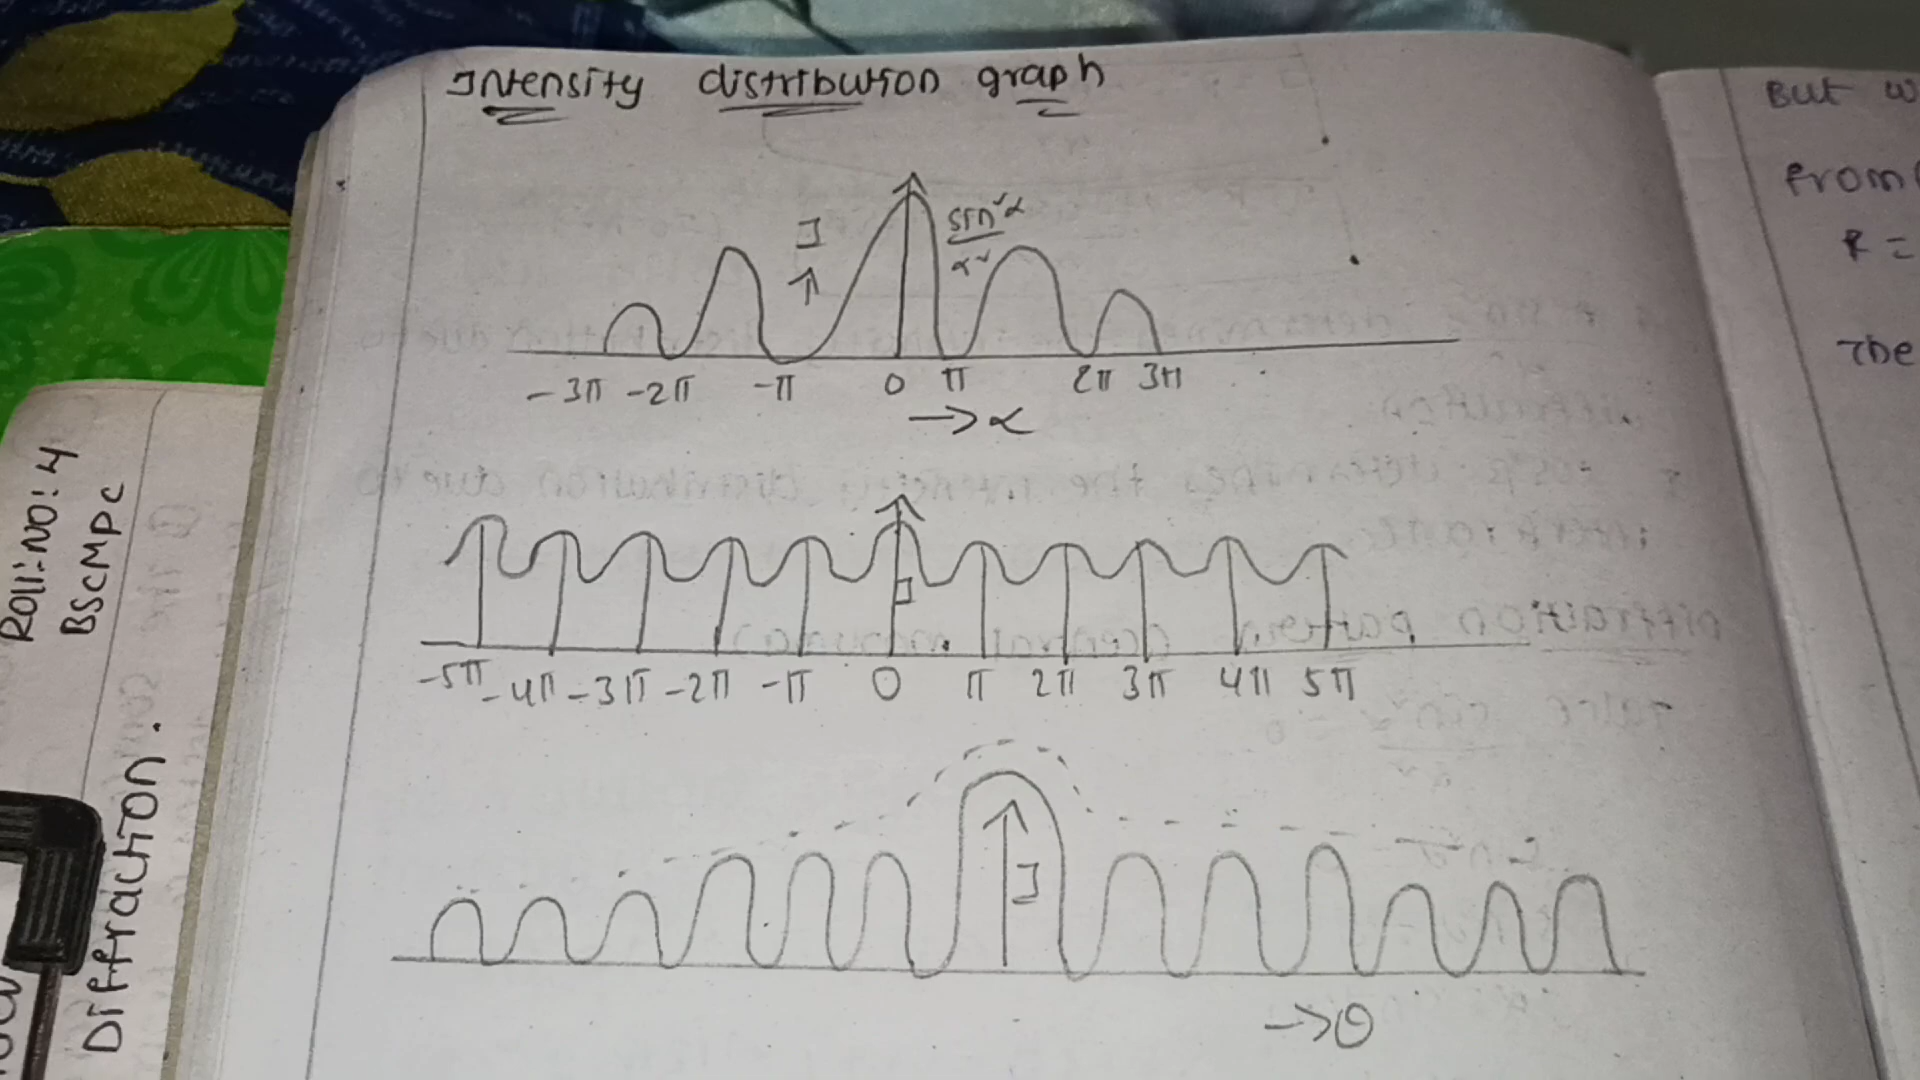 Intensity distribution graph
I
sin²α
α²
-3π -2π -π 0 π 2π 3π
→ α
I
-5π -4π -3π -2π -π 0 π 2π 3π 4π 5π
I
→ θ
But
from
R =
The
Roll:No: 4
BSCMPC
Diffraction.